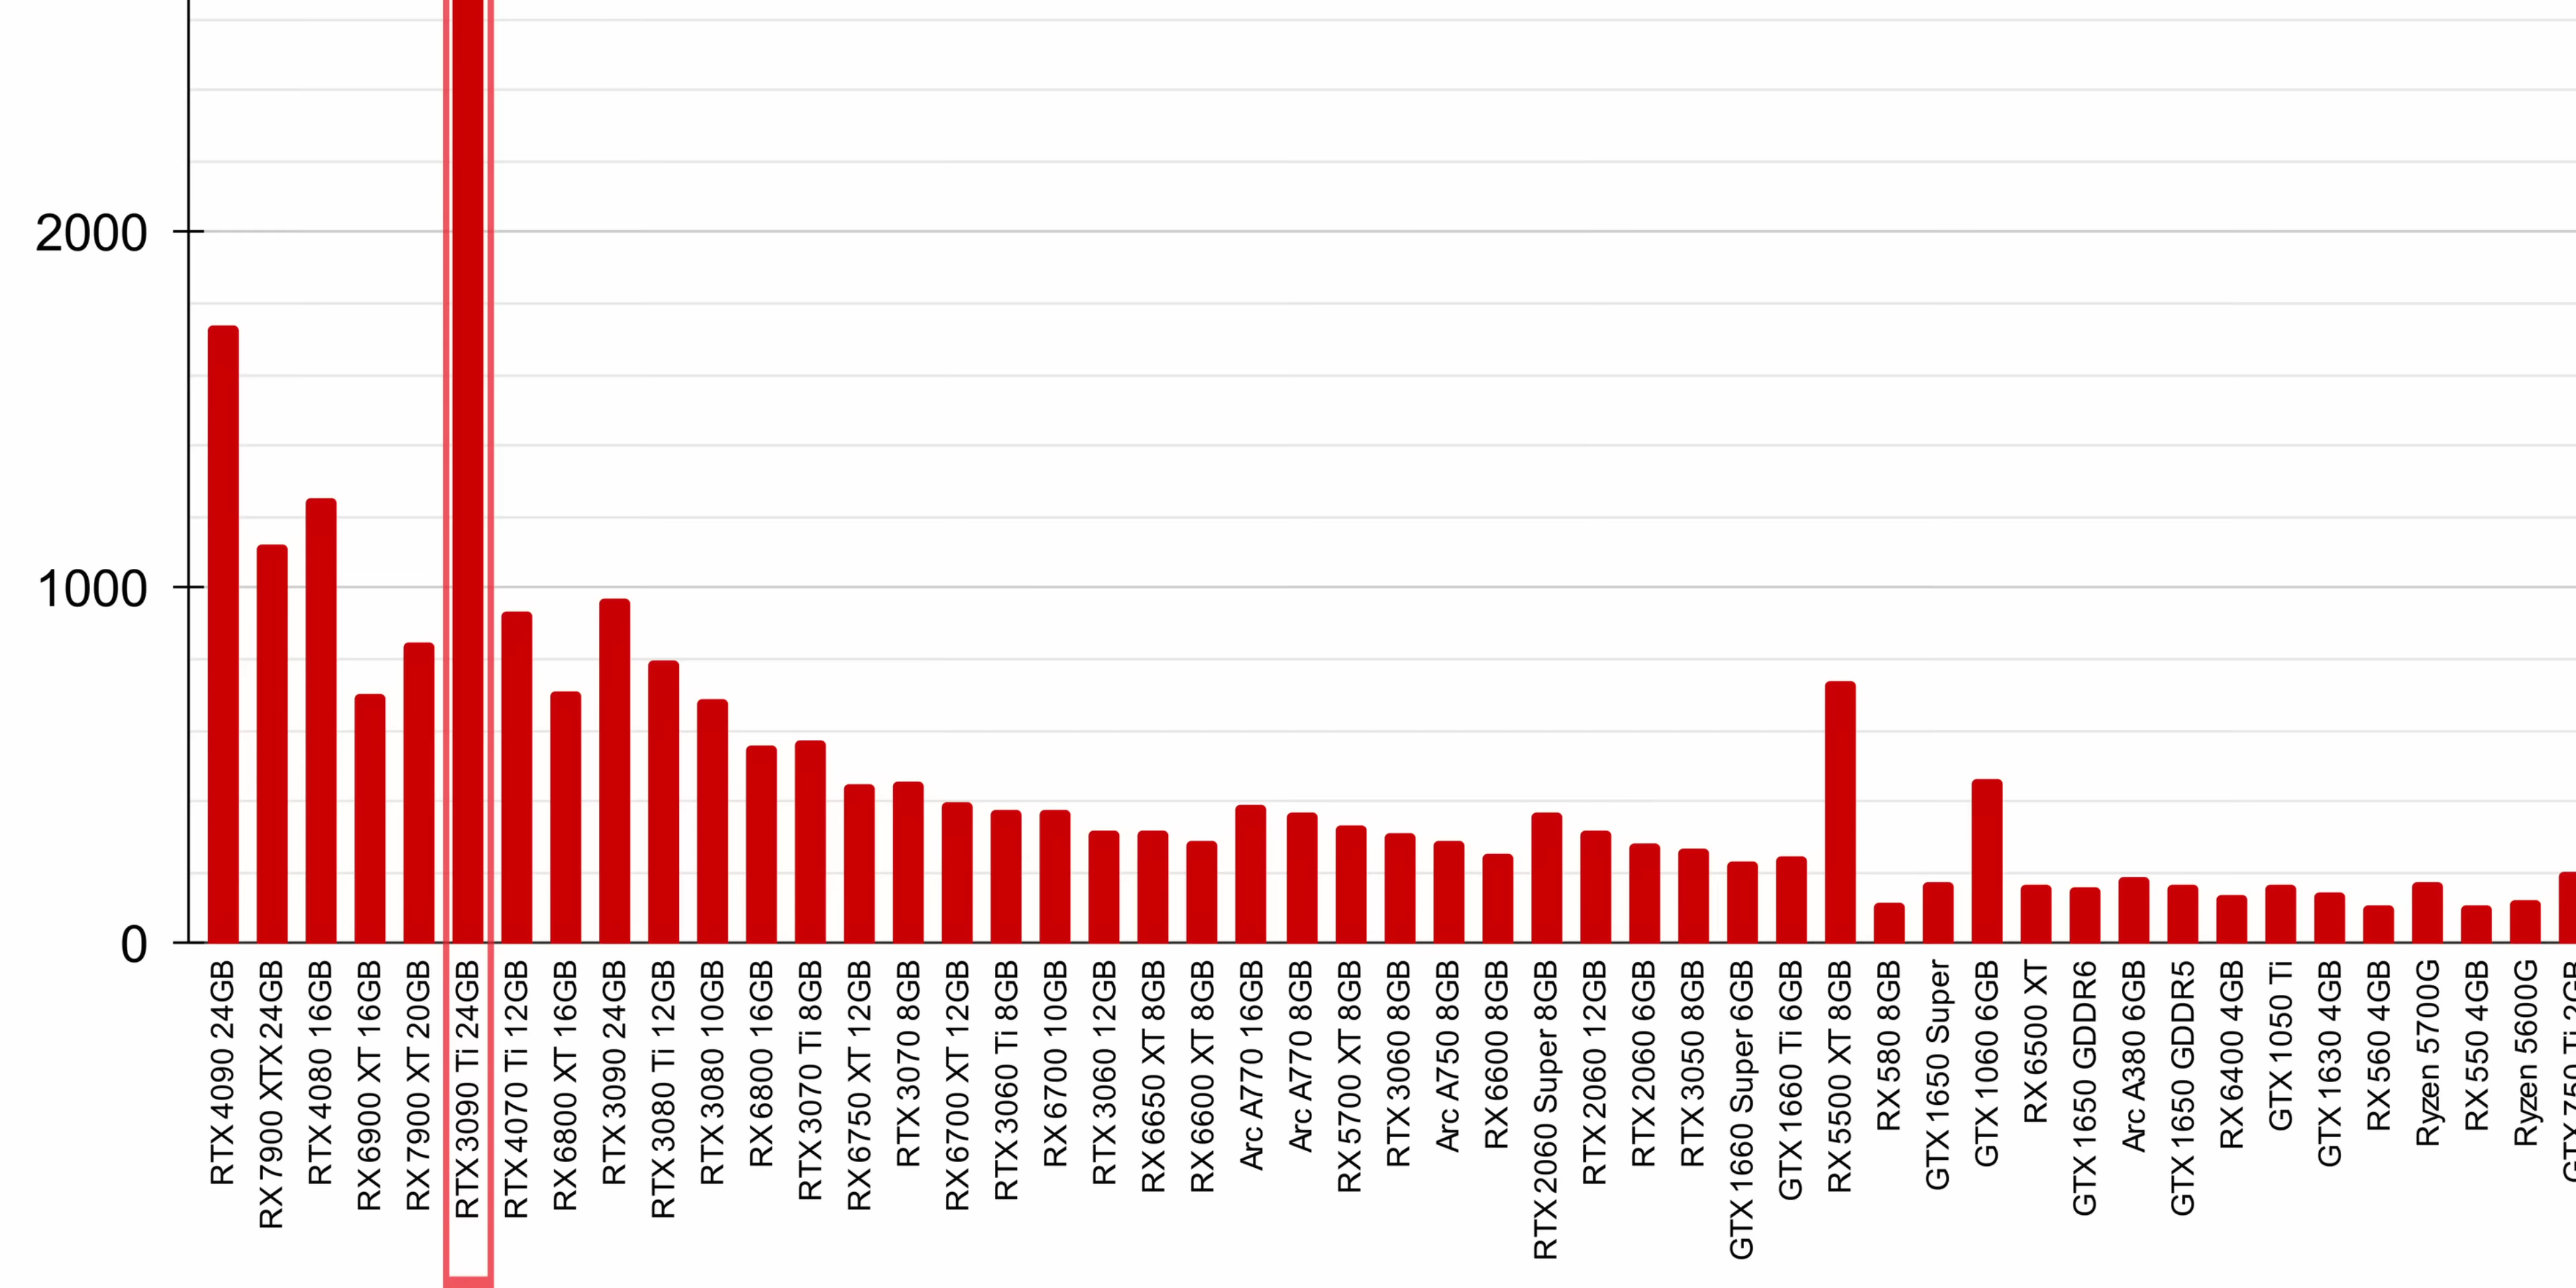 2000
1000
0
RTX 4090 24GB
RX 7900 XTX 24GB
RTX 4080 16GB
RX 6900 XT 16GB
RX 7900 XT 20GB
RTX 3090 Ti 24GB
RTX 4070 Ti 12GB
RX 6800 XT 16GB
RTX 3090 24GB
RTX 3080 Ti 12GB
RTX 3080 10GB
RX 6800 16GB
RTX 3070 Ti 8GB
RX 6750 XT 12GB
RTX 3070 8GB
RX 6700 XT 12GB
RTX 3060 Ti 8GB
RX 6700 10GB
RTX 3060 12GB
RX 6650 XT 8GB
RX 6600 XT 8GB
Arc A770 16GB
Arc A770 8GB
RX 5700 XT 8GB
RTX 3060 8GB
Arc A750 8GB
RX 6600 8GB
RTX 2060 Super 8GB
RTX 2060 12GB
RTX 2060 6GB
RTX 3050 8GB
GTX 1660 Super 6GB
GTX 1660 Ti 6GB
RX 5500 XT 8GB
RX 580 8GB
GTX 1650 Super
GTX 1060 6GB
RX 6500 XT
GTX 1650 GDDR6
Arc A380 6GB
GTX 1650 GDDR5
RX 6400 4GB
GTX 1050 Ti
GTX 1630 4GB
RX 560 4GB
Ryzen 5700G
RX 550 4GB
Ryzen 5600G
GTX 750 Ti 2GB